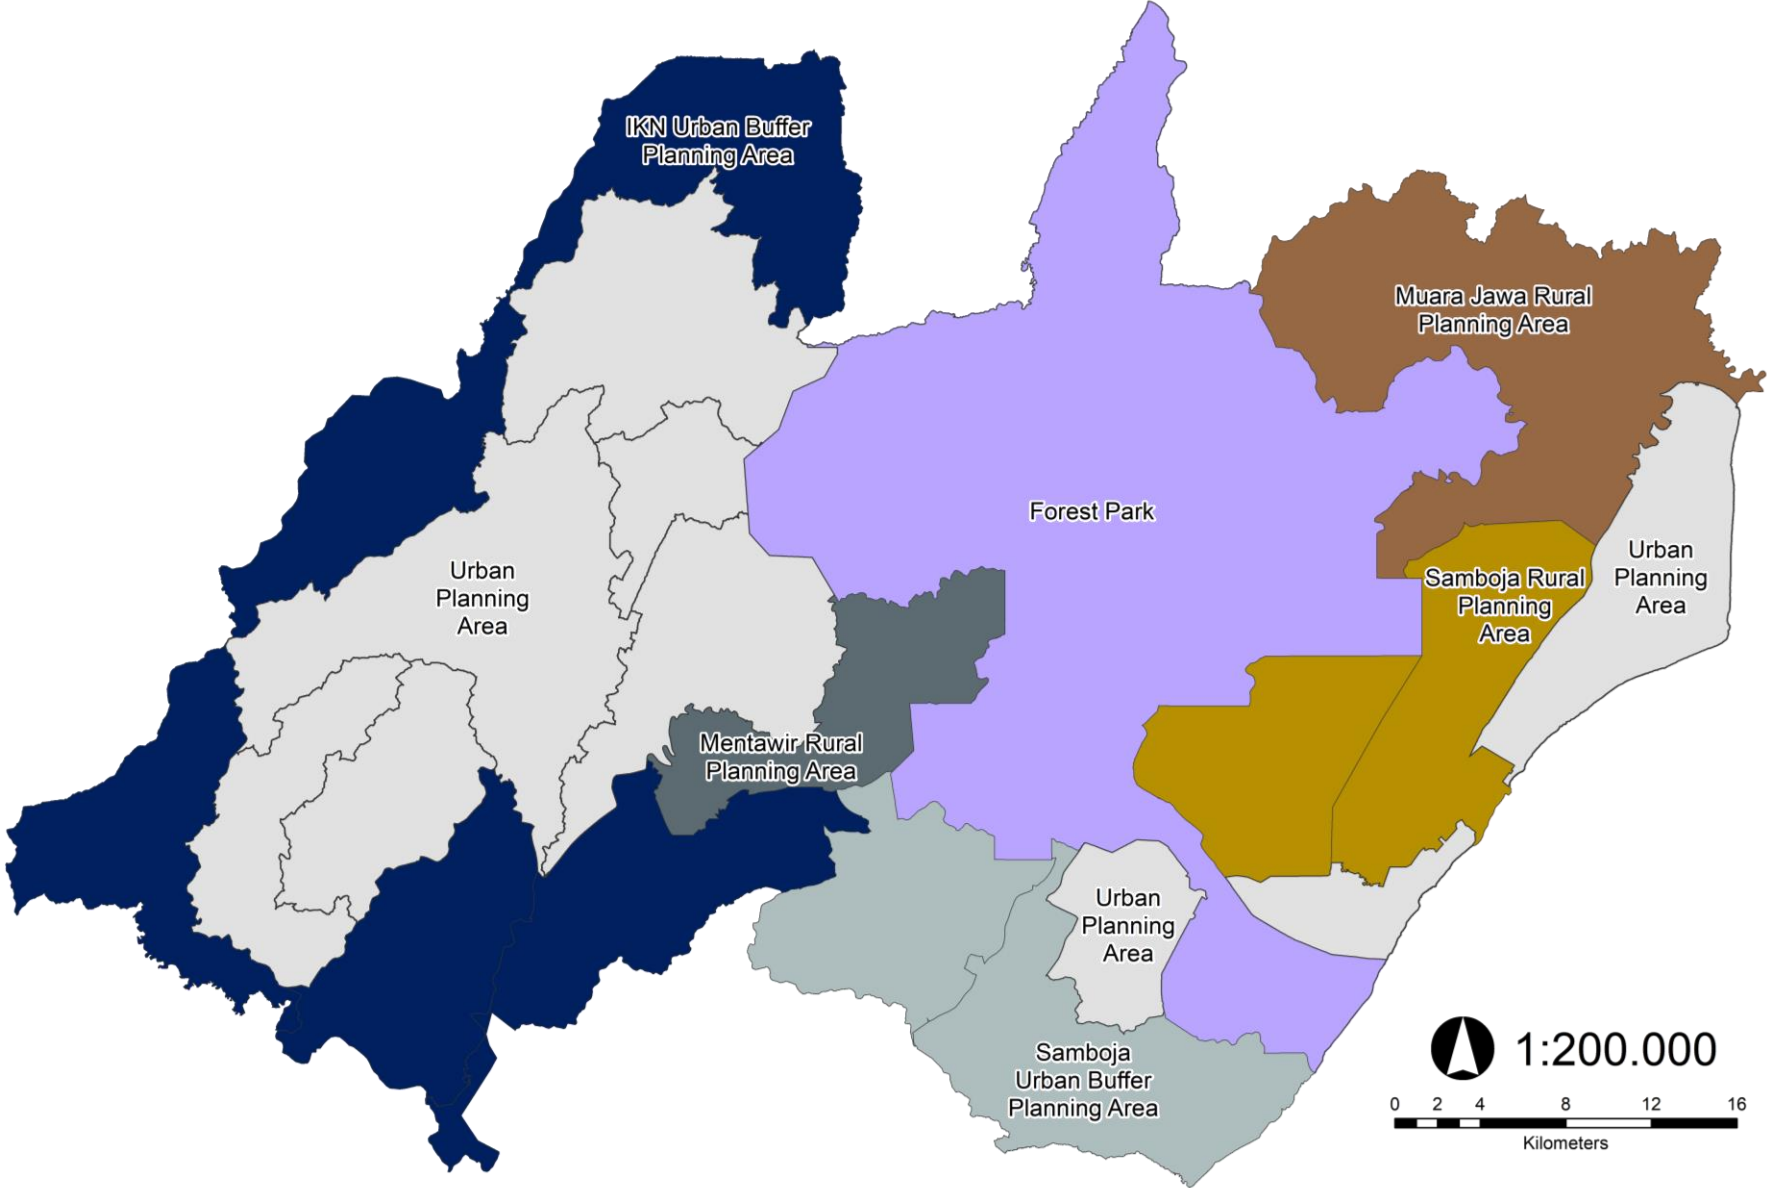 IKN Urban Buffer
Planning Area
Muara Jawa Rural
Planning Area
Forest Park
Urban
Planning
Area
Samboja Rural
Planning
Area
Urban
Planning
Area
Mentawir Rural
Planning Area
Urban
Planning
Area
Samboja
Urban Buffer
Planning Area
1:200.000
0 2 4 8 12 16
Kilometers